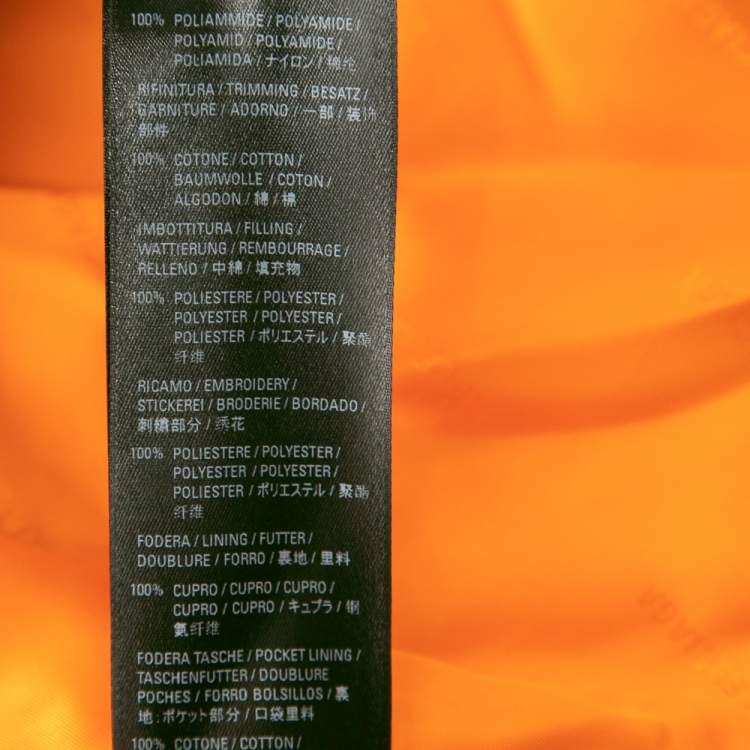 100% POLIAMMIDE / POLYAMIDE /
POLYAMID / POLYAMIDE /
POLIAMIDA / ナイロン / 锦纶
RIFINITURA / TRIMMING / BESATZ /
GARNITURE / ADORNO / 一部 / 装饰
部件
100% COTONE / COTTON /
BAUMWOLLE / COTON /
ALGODON / 綿 / 棉
IMBOTTITURA / FILLING /
WATTIERUNG / REMBOURRAGE /
RELLENO / 中綿 / 填充物
100% POLIESTERE / POLYESTER /
POLYESTER / POLYESTER /
POLIESTER / ポリエステル / 聚酯
纤维
RICAMO / EMBROIDERY /
STICKEREI / BRODERIE / BORDADO /
刺繍部分 / 绣花
100% POLIESTERE / POLYESTER /
POLYESTER / POLYESTER /
POLIESTER / ポリエステル / 聚酯
纤维
FODERA / LINING / FUTTER /
DOUBLURE / FORRO / 裏地 / 里料
100% CUPRO / CUPRO / CUPRO /
CUPRO / CUPRO / キュプラ / 铜
氨纤维
FODERA TASCHE / POCKET LINING /
TASCHENFUTTER / DOUBLURE
POCHES / FORRO BOLSILLOS / 裏
地:ポケット部分 / 口袋里料
100% COTONE / COTTON /